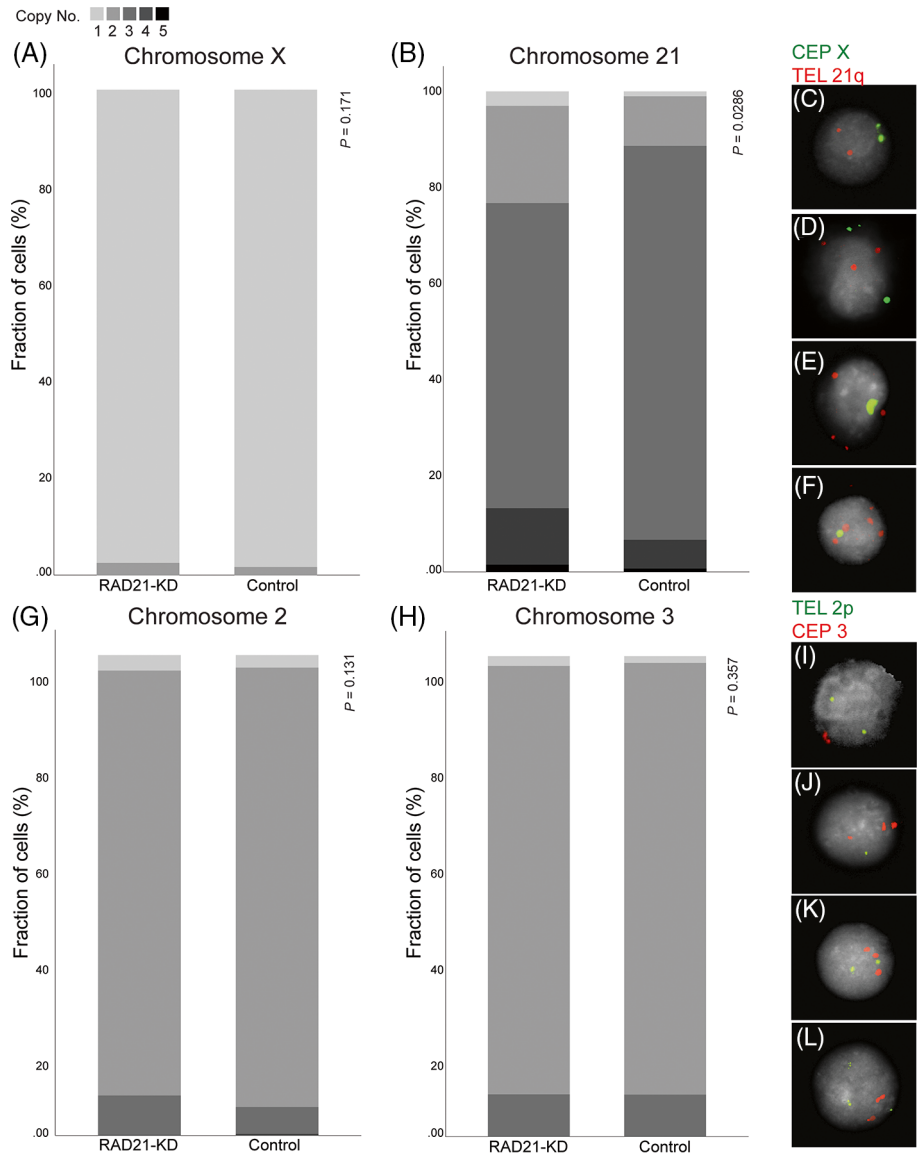 Copy No.
1 2 3 4 5
(A) Chromosome X
Fraction of cells (%)
100
80
60
40
20
.00
RAD21-KD Control
P = 0.171
(B) Chromosome 21
Fraction of cells (%)
100
80
60
40
20
.00
RAD21-KD Control
P = 0.0286
CEP X
TEL 21q
(C)
(D)
(E)
(F)
(G) Chromosome 2
Fraction of cells (%)
100
80
60
40
20
.00
RAD21-KD Control
P = 0.131
(H) Chromosome 3
Fraction of cells (%)
100
80
60
40
20
.00
RAD21-KD Control
P = 0.357
TEL 2p
CEP 3
(I)
(J)
(K)
(L)